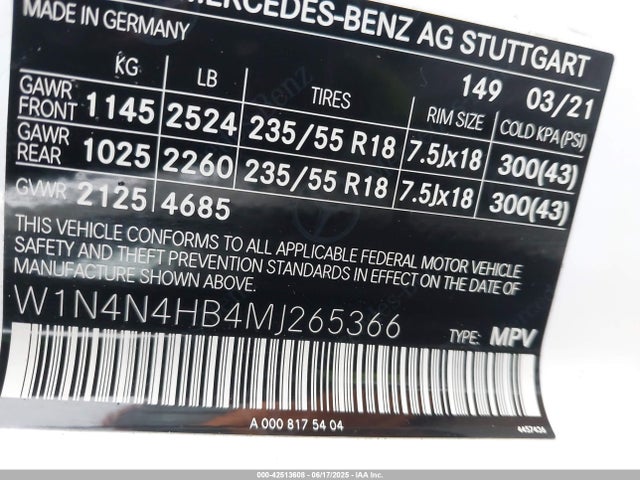 MERCEDES-BENZ AG STUTTGART
MADE IN GERMANY
149 03/21
KG LB TIRES RIM SIZE COLD KPA(PSI)
GAWR FRONT 1145 2524 235/55 R18 7.5Jx18 300(43)
GAWR REAR 1025 2260 235/55 R18 7.5Jx18 300(43)
GVWR 2125 4685
THIS VEHICLE CONFORMS TO ALL APPLICABLE FEDERAL MOTOR VEHICLE
SAFETY AND THEFT PREVENTION STANDARDS IN EFFECT ON THE DATE OF
MANUFACTURE SHOWN ABOVE.
W1N4N4HB4MJ265366
TYPE: MPV
A 000 817 54 04
000-42513608 - 06/17/2025 - IAA Inc.